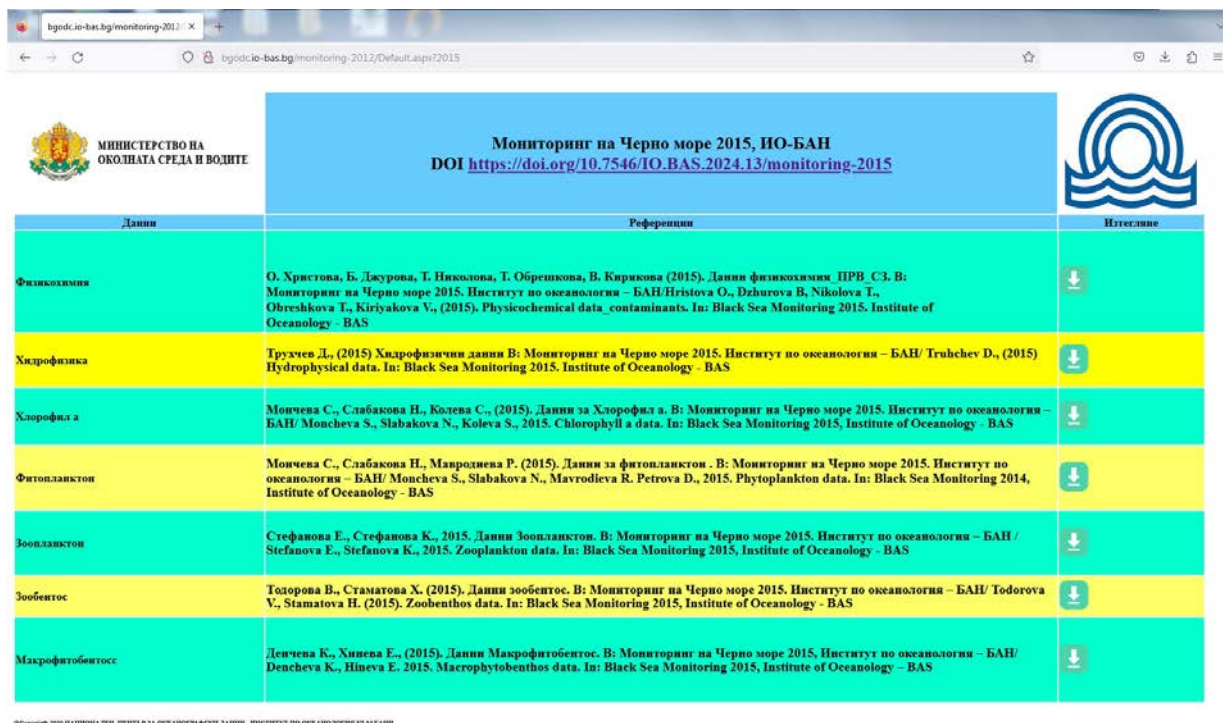 bgodc.io-bas.bg/monitoring-2012/
bgodc.io-bas.bg/monitoring-2012/Default.aspx?2015
МИНИСТЕРСТВО НА
ОКОЛНАТА СРЕДА И ВОДИТЕ
Мониторинг на Черно море 2015, ИО-БАН
DOI https://doi.org/10.7546/IO.BAS.2024.13/monitoring-2015
Данни Референции Изтегляне
Физикохимия
О. Христова, Б. Джурова, Т. Николова, Т. Обрешкова, В. Кирякова (2015). Данни физикохимия_ПРВ_СЗ. В:
Мониторинг на Черно море 2015. Институт по океанология – БАН/Hristova O., Dzhurova B, Nikolova T.,
Obreshkova T., Kiriyakova V., (2015). Physicochemical data_contaminants. In: Black Sea Monitoring 2015. Institute of
Oceanology - BAS
Хидрофизика
Трухчев Д., (2015) Хидрофизични данни В: Мониторинг на Черно море 2015. Институт по океанология – БАН/ Truhchev D., (2015)
Hydrophysical data. In: Black Sea Monitoring 2015. Institute of Oceanology - BAS
Хлорофил а
Мончева С., Слабакова Н., Колева С., (2015). Данни за Хлорофил а. В: Мониторинг на Черно море 2015. Институт по океанология –
БАН/ Moncheva S., Slabakova N., Koleva S., 2015. Chlorophyll a data. In: Black Sea Monitoring 2015, Institute of Oceanology - BAS
Фитопланктон
Мончева С., Слабакова Н., Мавродиева Р. (2015). Данни за фитопланктон . В: Мониторинг на Черно море 2015. Институт по
океанология – БАН/ Moncheva S., Slabakova N., Mavrodieva R. Petrova D., 2015. Phytoplankton data. In: Black Sea Monitoring 2014,
Institute of Oceanology - BAS
Зоопланктон
Стефанова Е., Стефанова К., 2015. Данни Зоопланктон. В: Мониторинг на Черно море 2015. Институт по океанология – БАН /
Stefanova E., Stefanova K., 2015. Zooplankton data. In: Black Sea Monitoring 2015, Institute of Oceanology - BAS
Зообентос
Тодорова В., Стаматова Х. (2015). Данни зообентос. В: Мониторинг на Черно море 2015. Институт по океанология – БАН/ Todorova
V., Stamatova H. (2015). Zoobenthos data. In: Black Sea Monitoring 2015, Institute of Oceanology - BAS
Макрофитобентосс
Денчева К., Хинева Е., (2015). Данни Макрофитобентос. В: Мониторинг на Черно море 2015, Институт по океанология – БАН/
Dencheva K., Hineva E. 2015. Macrophytobenthos data. In: Black Sea Monitoring 2015, Institute of Oceanology – BAS